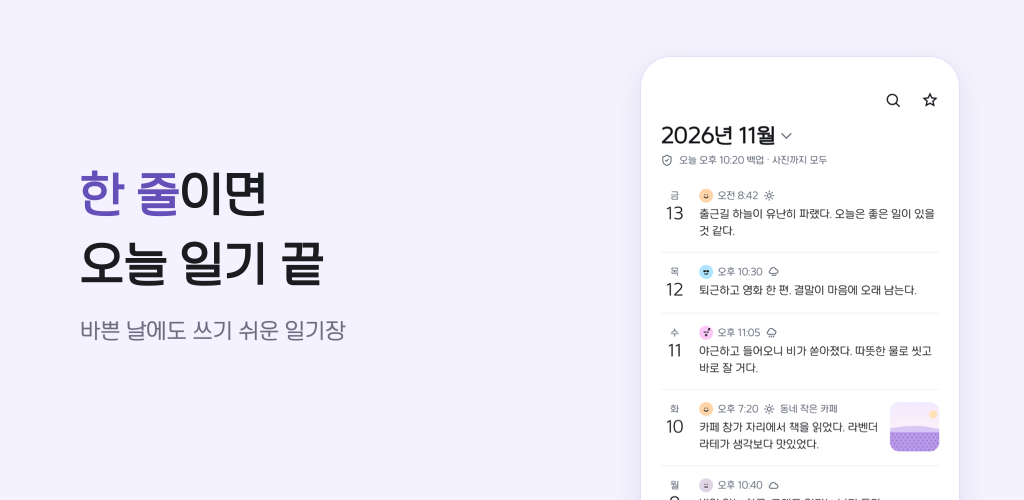 한 줄이면
오늘 일기 끝
바쁜 날에도 쓰기 쉬운 일기장
2026년 11월
오늘 오후 10:20 백업 · 사진까지 모두
금
13
오전 8:42
출근길 하늘이 유난히 파랬다. 오늘은 좋은 일이 있을
것 같다.
목
12
오후 10:30
퇴근하고 영화 한 편. 결말이 마음에 오래 남는다.
수
11
오후 11:05
야근하고 들어오니 비가 쏟아졌다. 따뜻한 물로 씻고
바로 잘 거다.
화
10
오후 7:20 동네 작은 카페
카페 창가 자리에서 책을 읽었다. 라벤더
라테가 생각보다 맛있었다.
월
오후 10:40